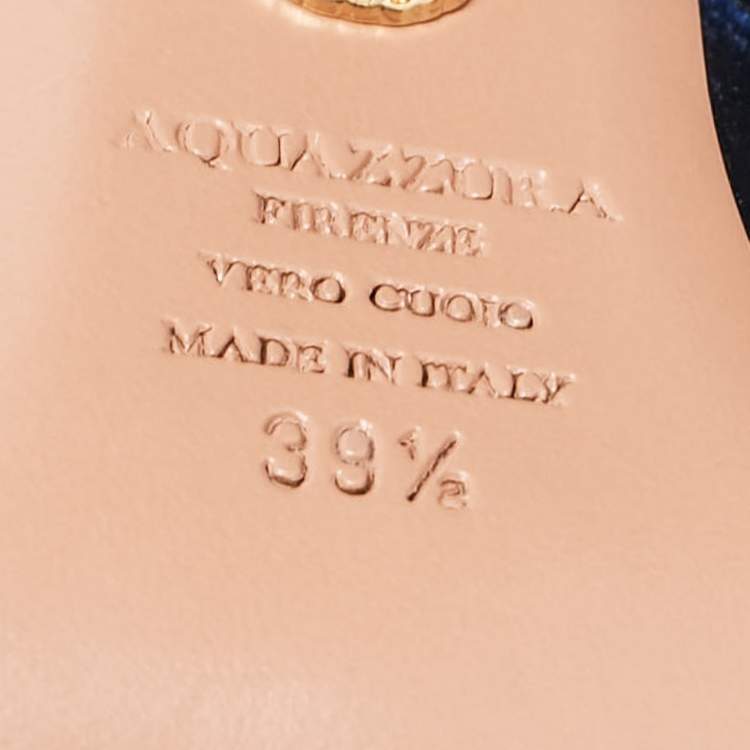 AQUAZZURA
FIRENZE
VERO CUOIO
MADE IN ITALY
39½